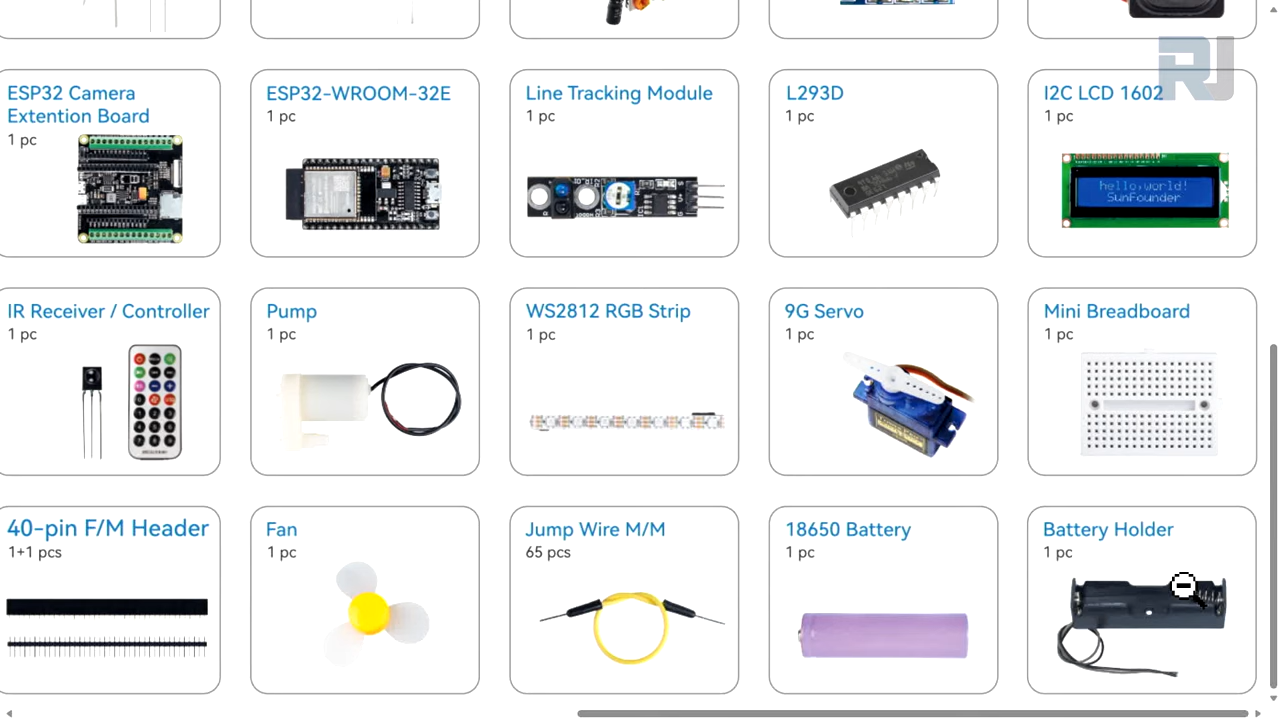 RJ
ESP32 Camera
Extention Board
1 pc
ESP32-WROOM-32E
1 pc
Line Tracking Module
1 pc
L293D
1 pc
I2C LCD 1602
1 pc
hello,world!
SunFounder
IR Receiver / Controller
1 pc
Pump
1 pc
WS2812 RGB Strip
1 pc
9G Servo
1 pc
Mini Breadboard
1 pc
40-pin F/M Header
1+1 pcs
Fan
1 pc
Jump Wire M/M
65 pcs
18650 Battery
1 pc
Battery Holder
1 pc